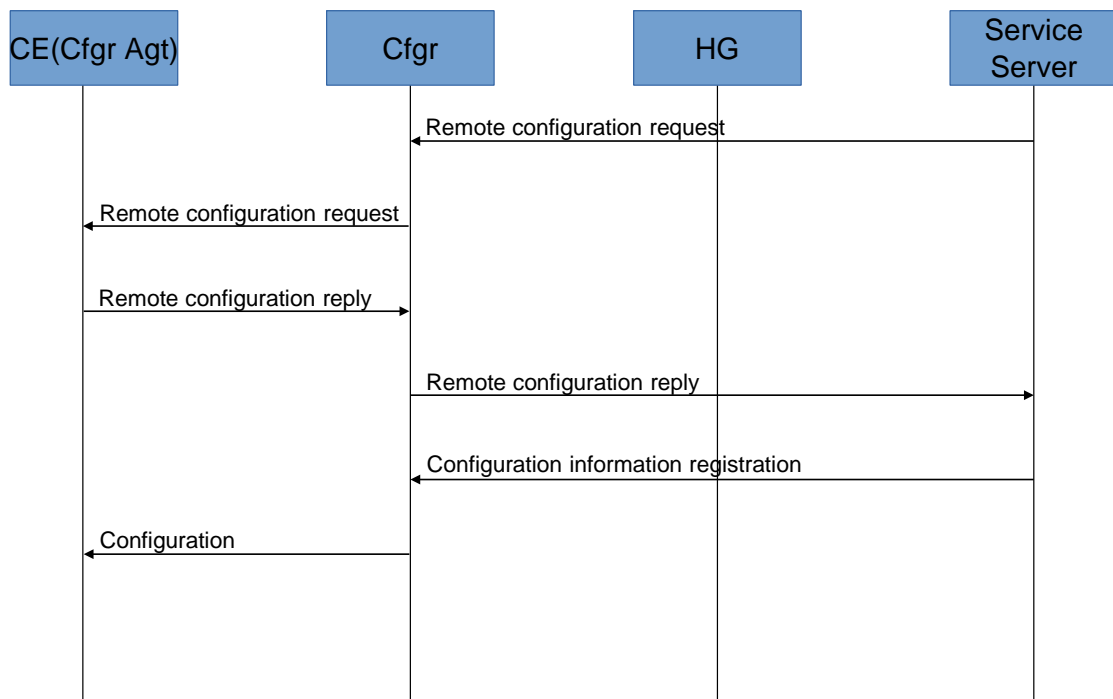 CE(Cfgr Agt)
Cfgr
HG
Service
Server
Remote configuration request
Remote configuration request
Remote configuration reply
Remote configuration reply
Configuration information registration
Configuration